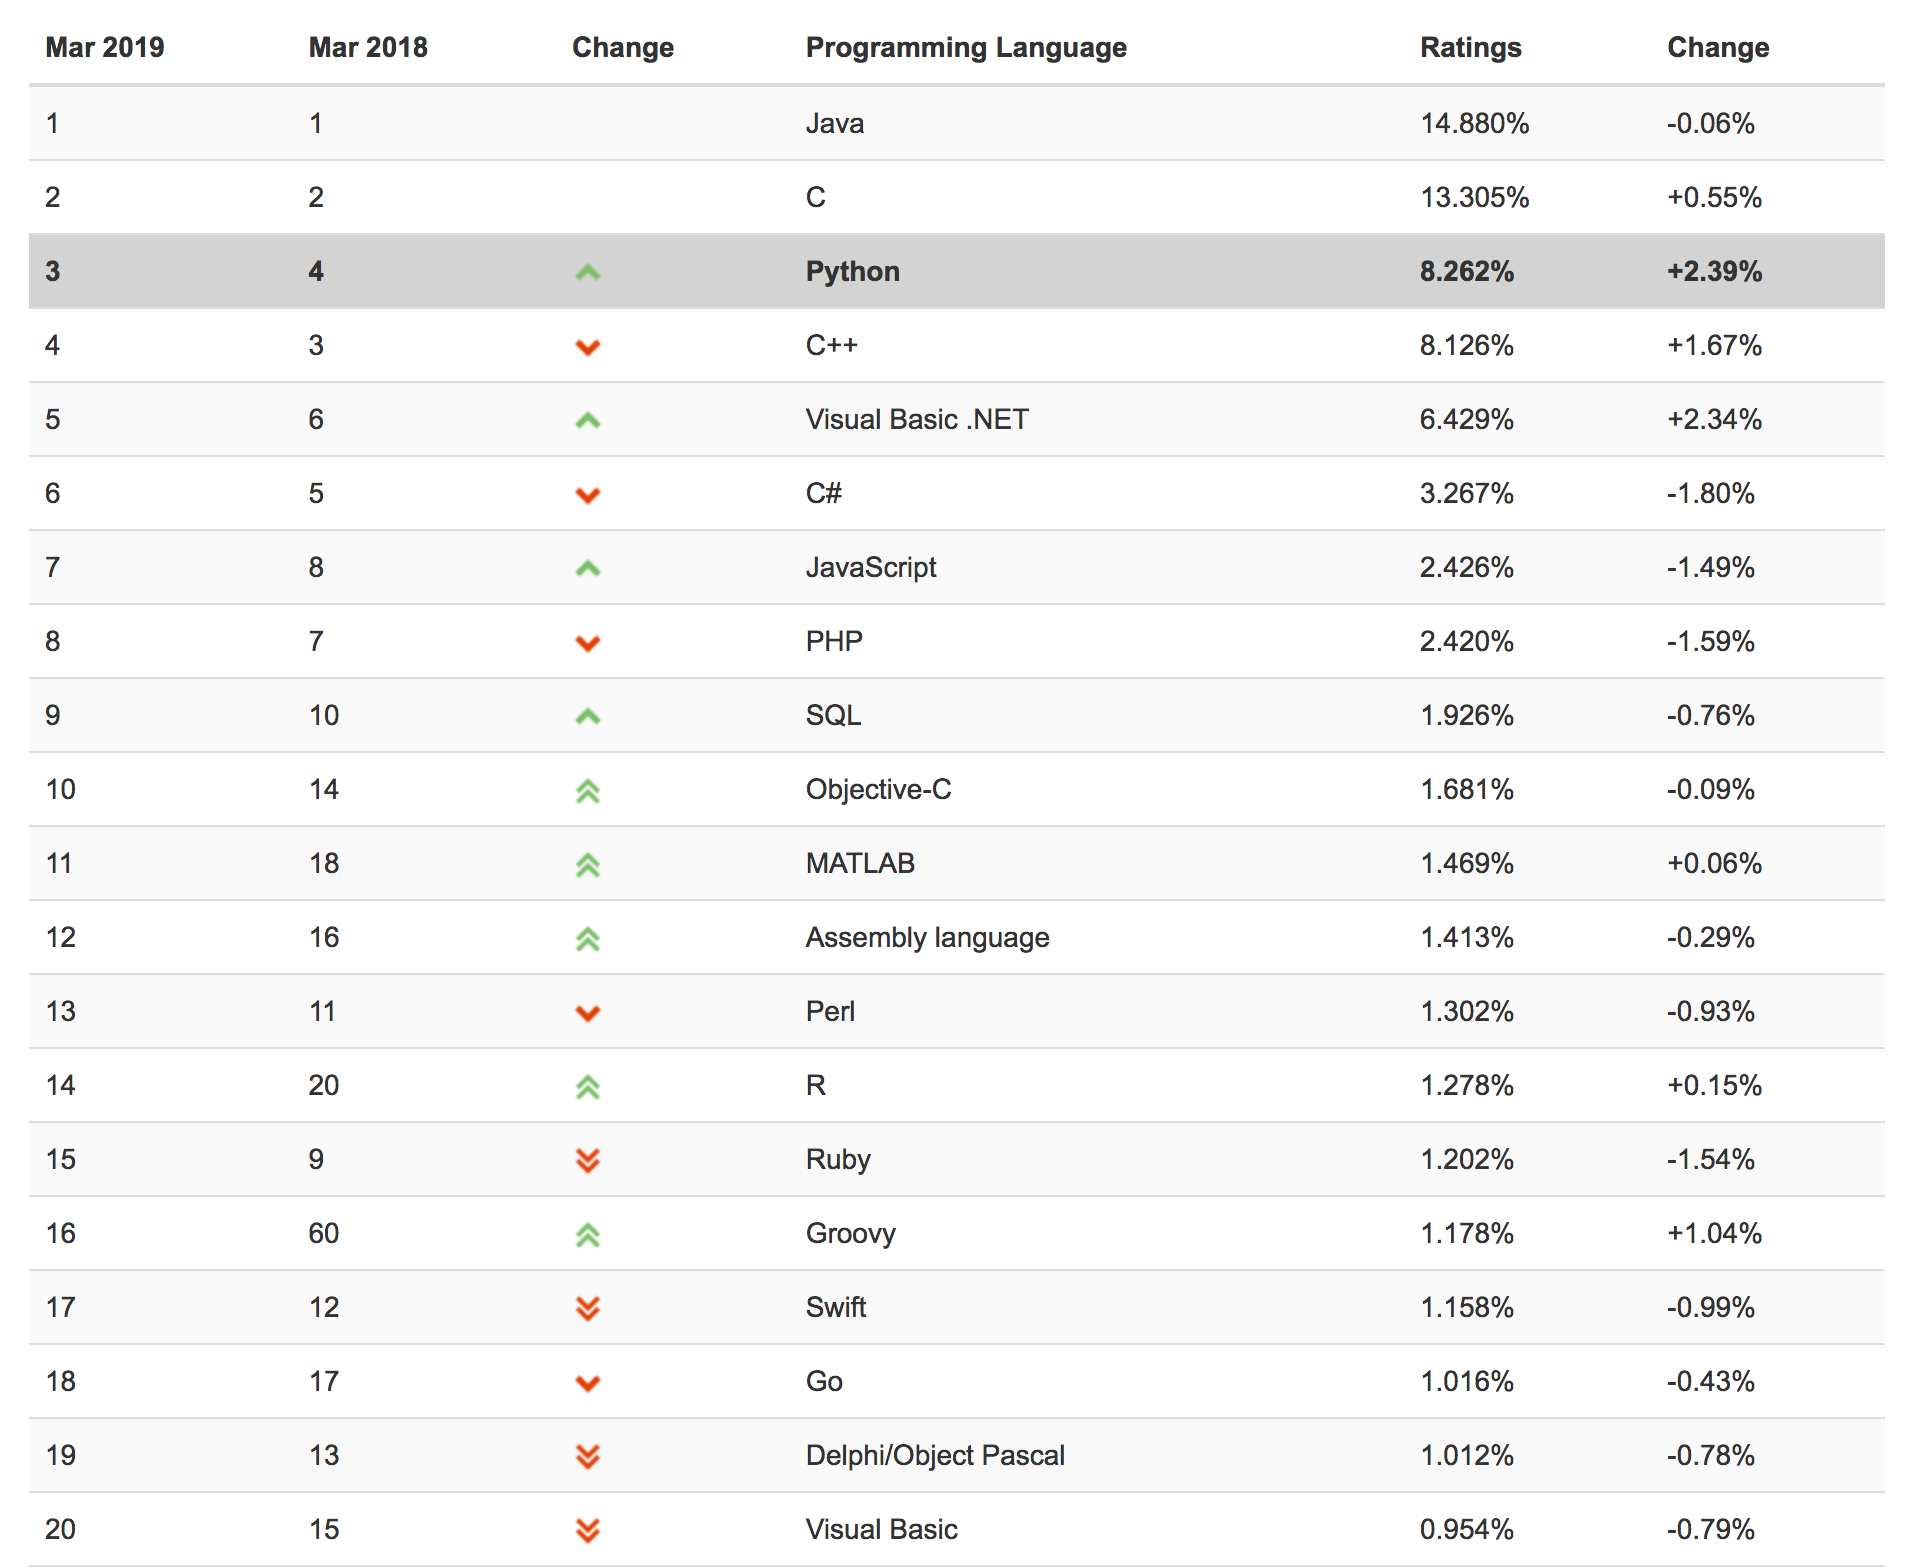 Mar 2019 Mar 2018 Change Programming Language Ratings Change
1 1 Java 14.880% -0.06%
2 2 C 13.305% +0.55%
3 4 Python 8.262% +2.39%
4 3 C++ 8.126% +1.67%
5 6 Visual Basic .NET 6.429% +2.34%
6 5 C# 3.267% -1.80%
7 8 JavaScript 2.426% -1.49%
8 7 PHP 2.420% -1.59%
9 10 SQL 1.926% -0.76%
10 14 Objective-C 1.681% -0.09%
11 18 MATLAB 1.469% +0.06%
12 16 Assembly language 1.413% -0.29%
13 11 Perl 1.302% -0.93%
14 20 R 1.278% +0.15%
15 9 Ruby 1.202% -1.54%
16 60 Groovy 1.178% +1.04%
17 12 Swift 1.158% -0.99%
18 17 Go 1.016% -0.43%
19 13 Delphi/Object Pascal 1.012% -0.78%
20 15 Visual Basic 0.954% -0.79%